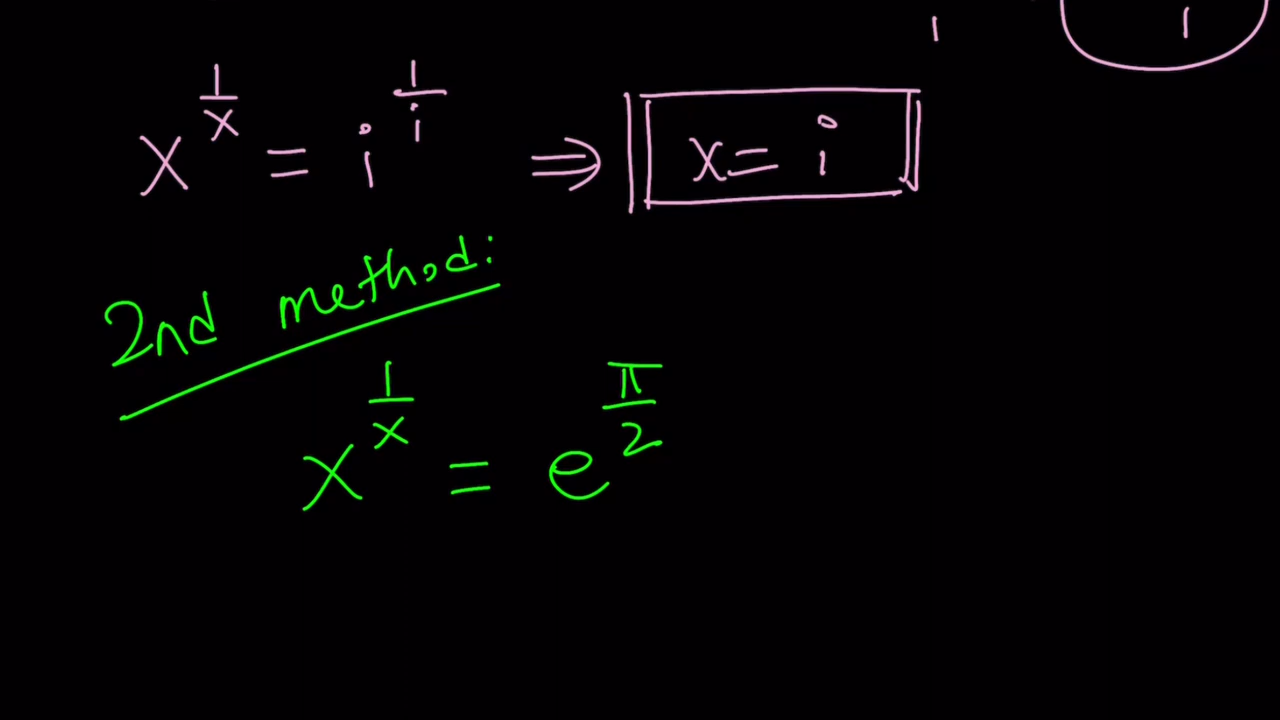 x^{1/x} = i^{1/i} ⇒ x = i
2nd method:
x^{1/x} = e^{π/2}